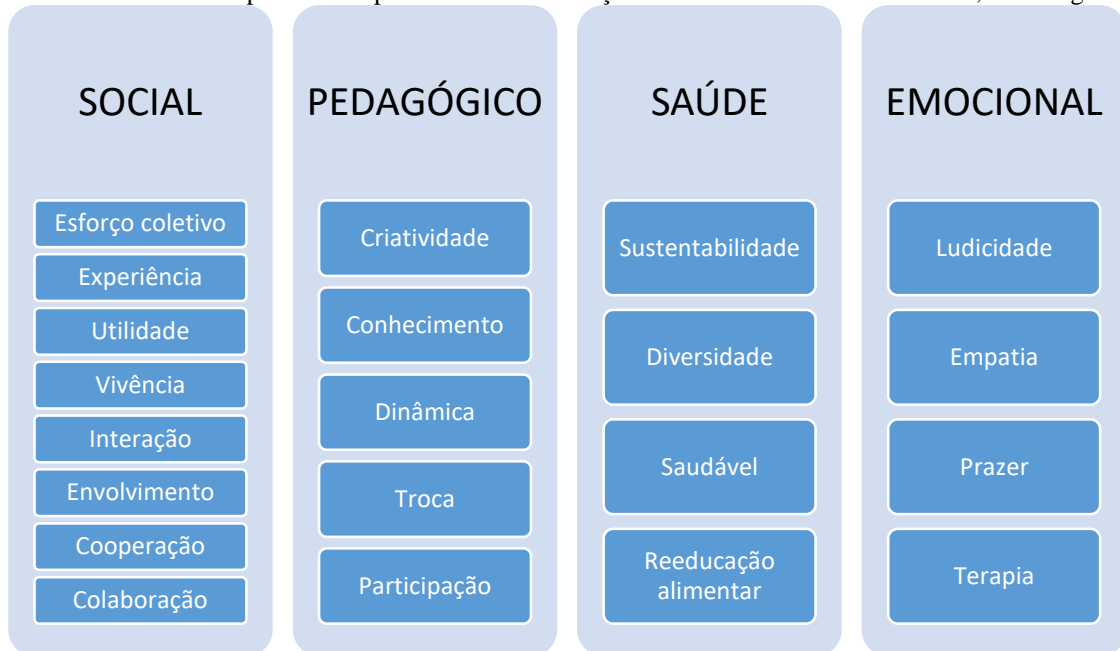 SOCIAL
Esforço coletivo
Experiência
Utilidade
Vivência
Interação
Envolvimento
Cooperação
Colaboração
PEDAGÓGICO
Criatividade
Conhecimento
Dinâmica
Troca
Participação
SAÚDE
Sustentabilidade
Diversidade
Saudável
Reeducação
alimentar
EMOCIONAL
Ludicidade
Empatia
Prazer
Terapia